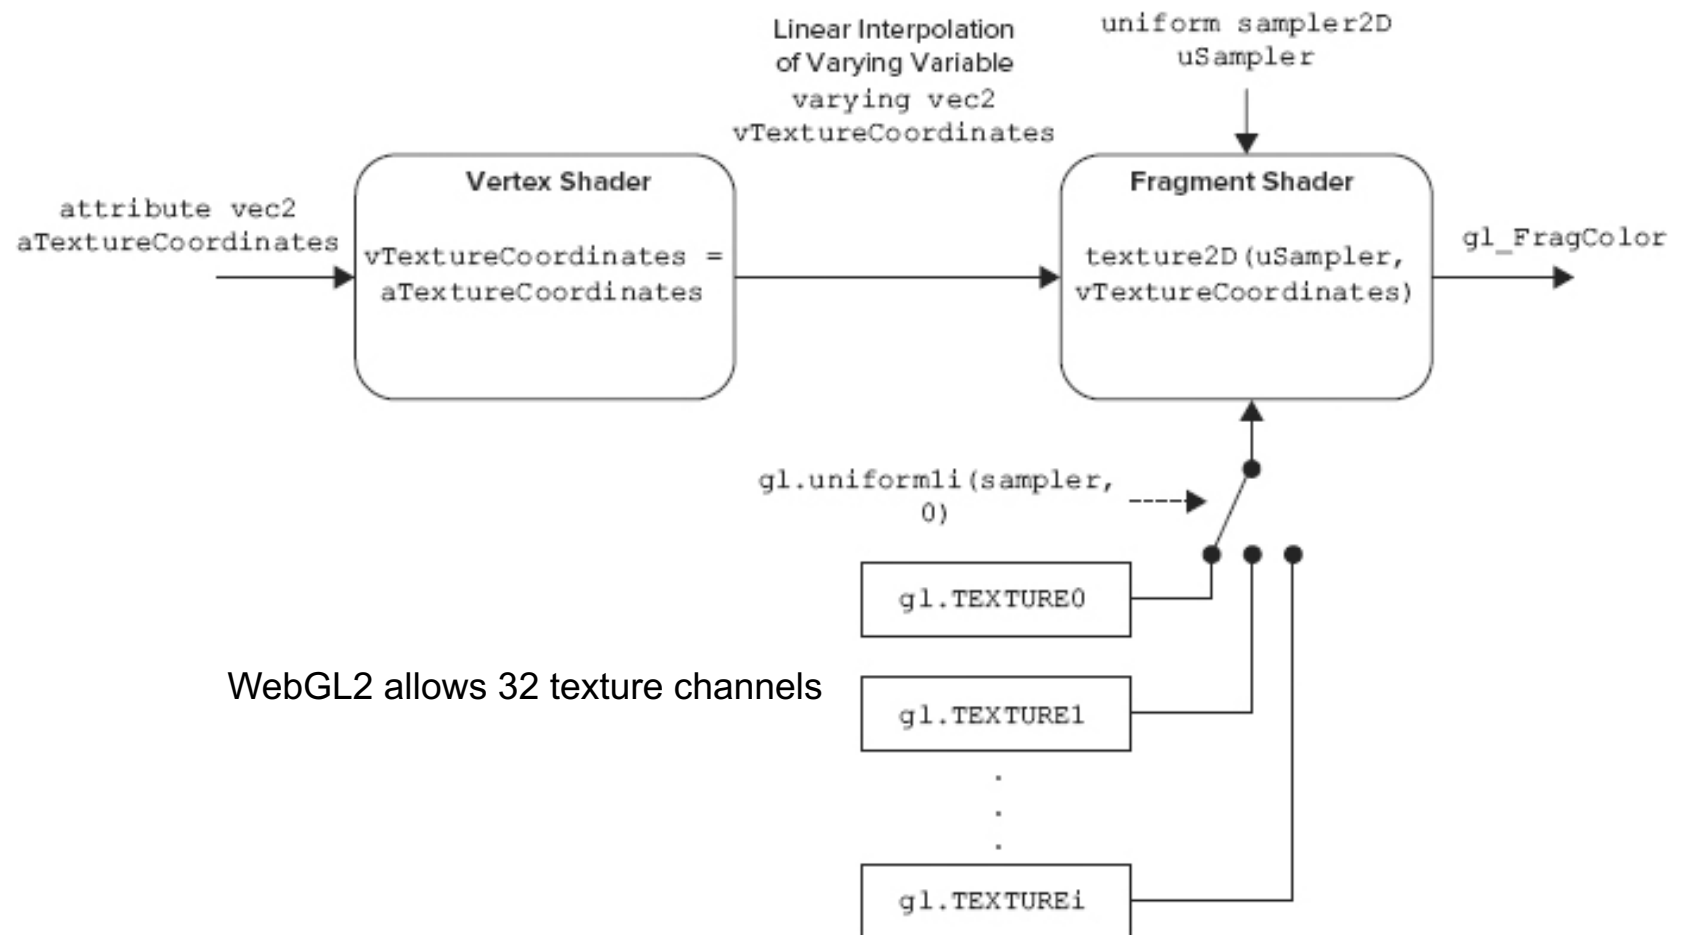 Linear Interpolation
of Varying Variable
varying vec2
vTextureCoordinates
uniform sampler2D
uSampler
attribute vec2
aTextureCoordinates
Vertex Shader
vTextureCoordinates =
aTextureCoordinates
Fragment Shader
texture2D(uSampler,
vTextureCoordinates)
gl_FragColor
gl.uniform1i(sampler,
0)
gl.TEXTURE0
WebGL2 allows 32 texture channels
gl.TEXTURE1
.
.
.
gl.TEXTUREi